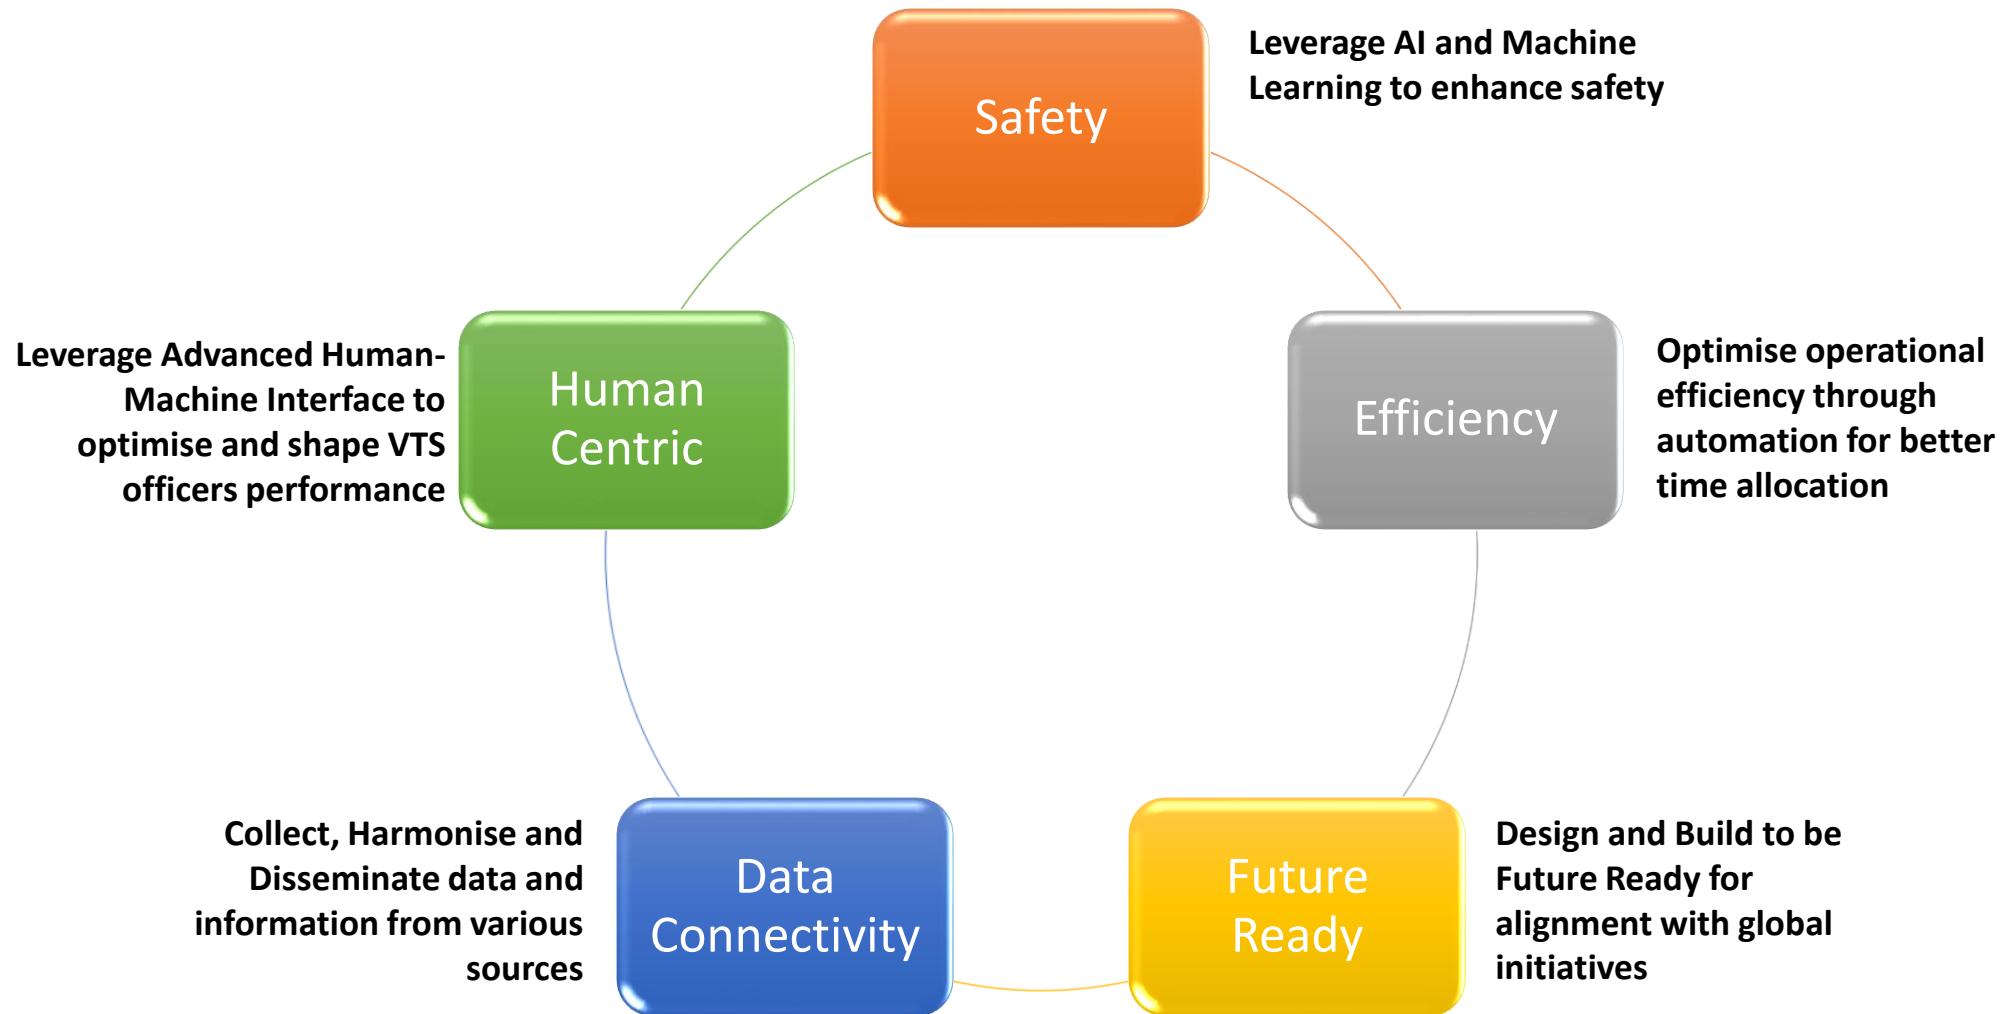 Safety
Leverage AI and Machine
Learning to enhance safety
Efficiency
Optimise operational
efficiency through
automation for better
time allocation
Future
Ready
Design and Build to be
Future Ready for
alignment with global
initiatives
Data
Connectivity
Collect, Harmonise and
Disseminate data and
information from various
sources
Human
Centric
Leverage Advanced Human-
Machine Interface to
optimise and shape VTS
officers performance